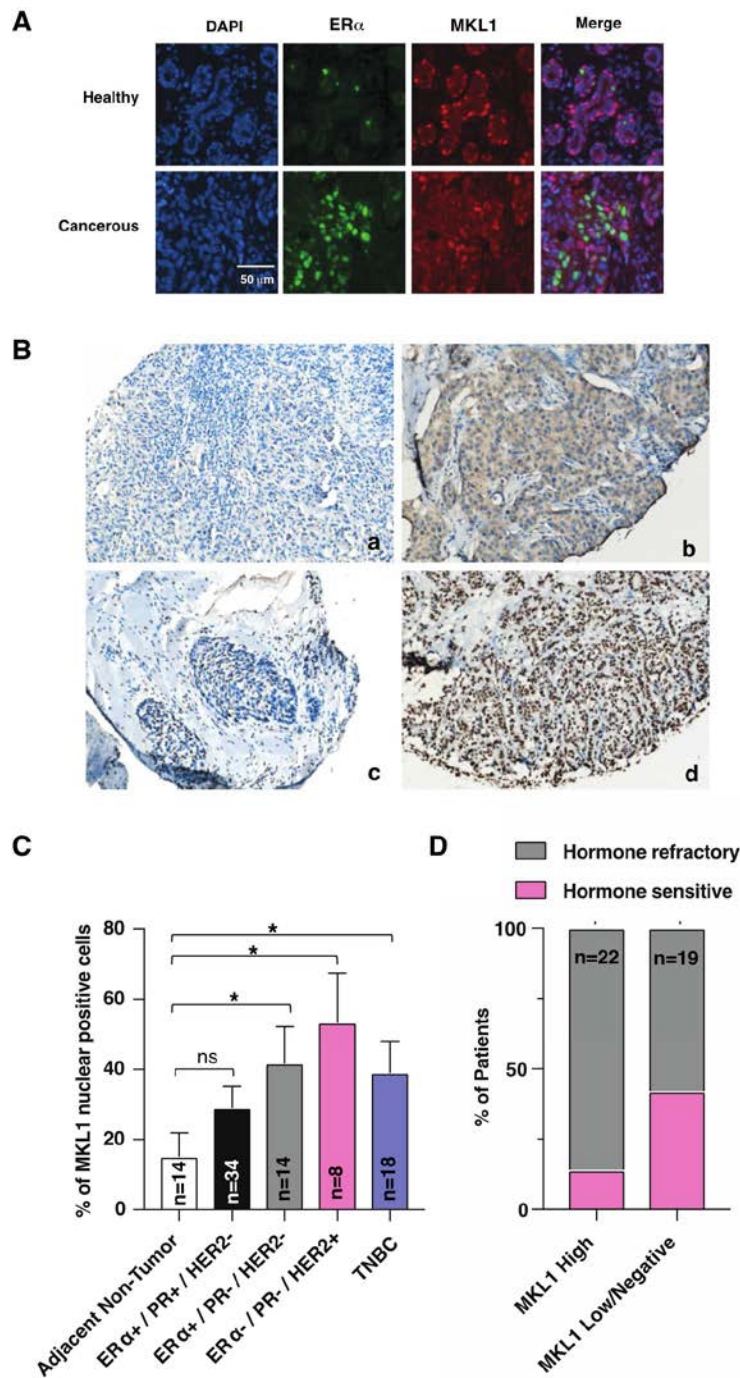 A
DAPI ERα MKL1 Merge
Healthy
Cancerous
50 μm
B
a
b
c
d
C
% of MKL1 nuclear positive cells
80
60
40
20
0
*
*
*
ns
n=14
n=34
n=14
n=8
n=18
Adjacent Non-Tumor
ERα+ / PR+ / HER2-
ERα+ / PR- / HER2-
ERα- / PR- / HER2+
TNBC
D
Hormone refractory
Hormone sensitive
% of Patients
100
50
0
n=22
n=19
MKL1 High
MKL1 Low/Negative